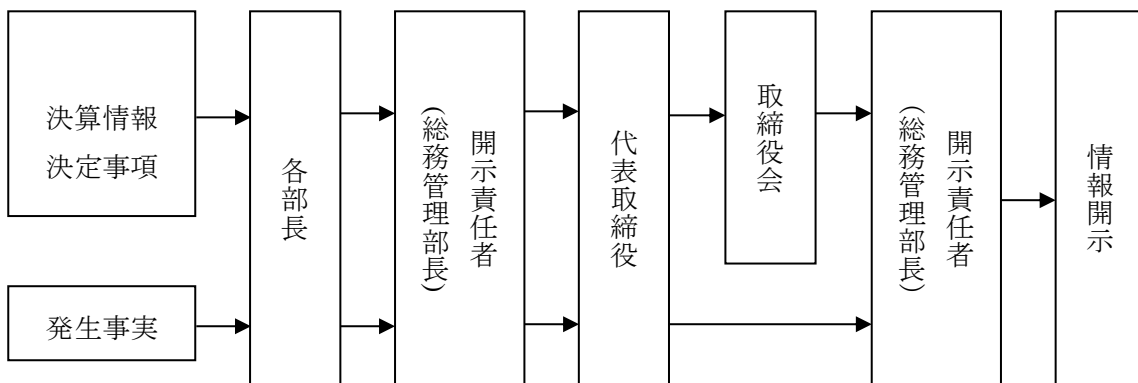 決算情報
決定事項
発生事実
各部長
開示責任者
(総務管理部長)
代表取締役
取締役会
開示責任者
(総務管理部長)
情報開示